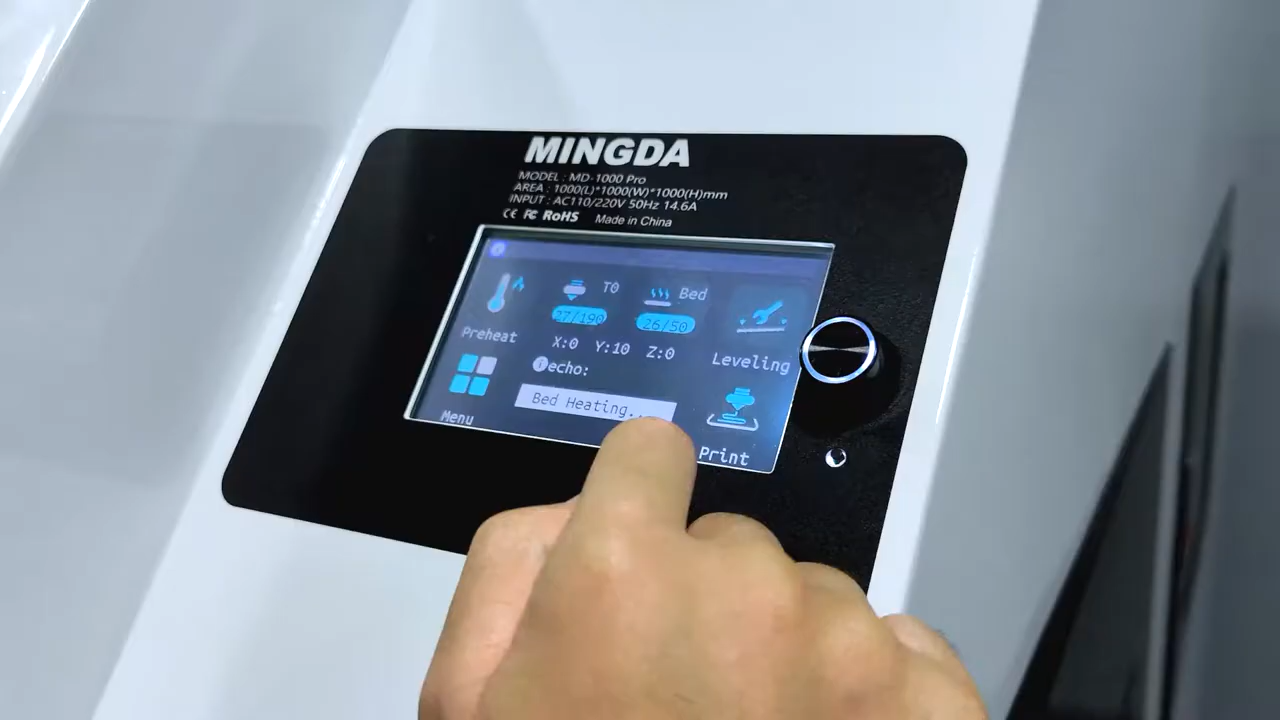 MINGDA
MODEL : MD-1000 Pro
AREA : 1000(L)*1000(W)*1000(H)mm
INPUT : AC110/220V 50Hz 14.6A
CE FC RoHS Made in China
T0 Bed
27/190 26/50
Preheat
X:0 Y:10 Z:0
Leveling
echo:
Bed Heating...
Menu
Print